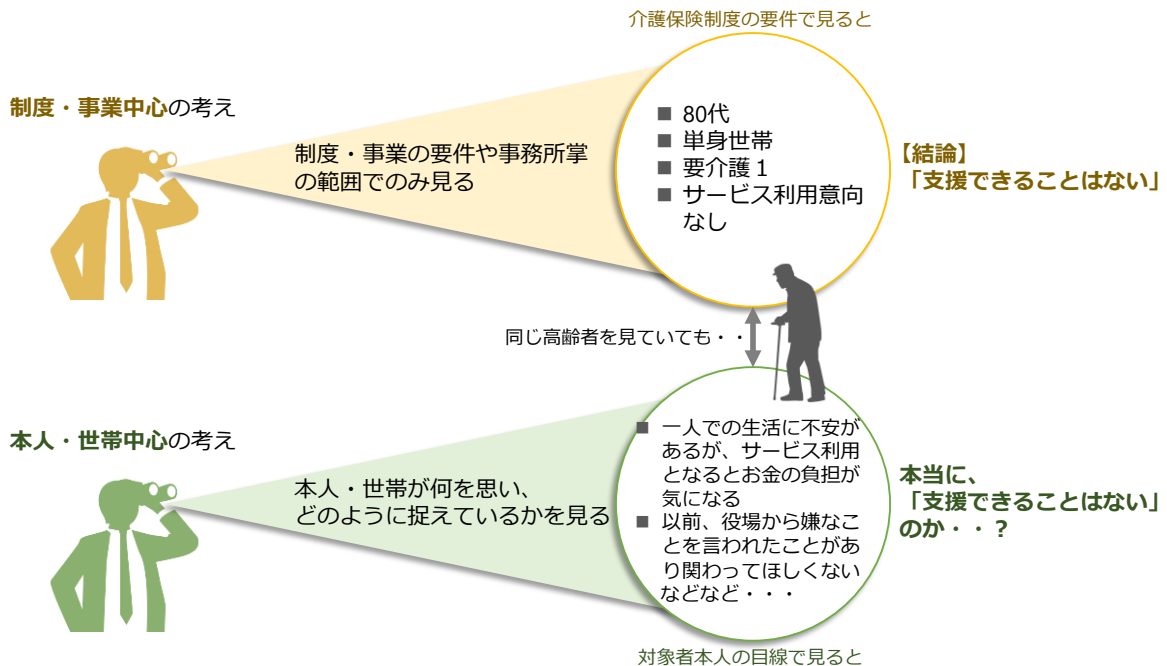 介護保険制度の要件で見ると
制度・事業中心の考え
制度・事業の要件や事務所掌
の範囲でのみ見る
■ 80代
■ 単身世帯
■ 要介護１
■ サービス利用意向
なし
【結論】
「支援できることはない」
同じ高齢者を見ていても・・
本人・世帯中心の考え
本人・世帯が何を思い、
どのように捉えているかを見る
■ 一人での生活に不安が
あるが、サービス利用
となるとお金の負担が
気になる
■ 以前、役場から嫌なこ
とを言われたことがあ
り関わってほしくない
などなど・・・
本当に、
「支援できることはない」
のか・・？
対象者本人の目線で見ると